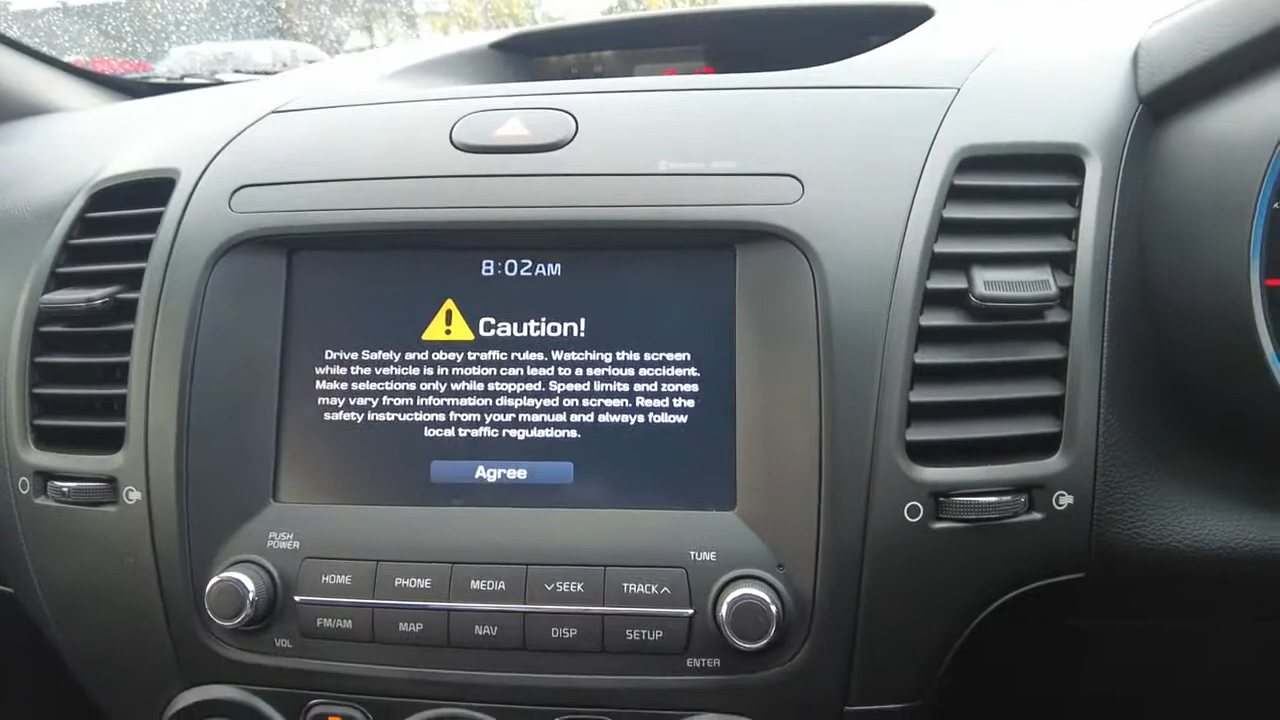 8:02AM
Caution!
Drive Safely and obey traffic rules. Watching this screen
while the vehicle is in motion can lead to a serious accident.
Make selections only while stopped. Speed limits and zones
may vary from information displayed on screen. Read the
safety instructions from your manual and always follow
local traffic regulations.
Agree
PUSH
POWER
TUNE
HOME PHONE MEDIA SEEK TRACK
FM/AM MAP NAV DISP SETUP
VOL
ENTER